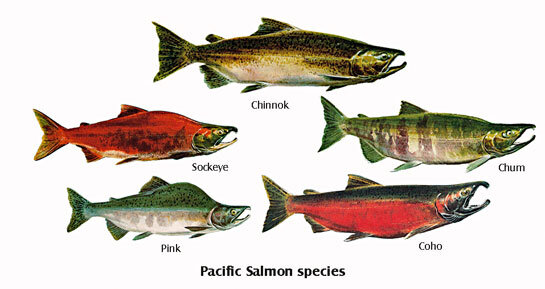 Chinnok
Sockeye
Chum
Pink
Coho
Pacific Salmon species